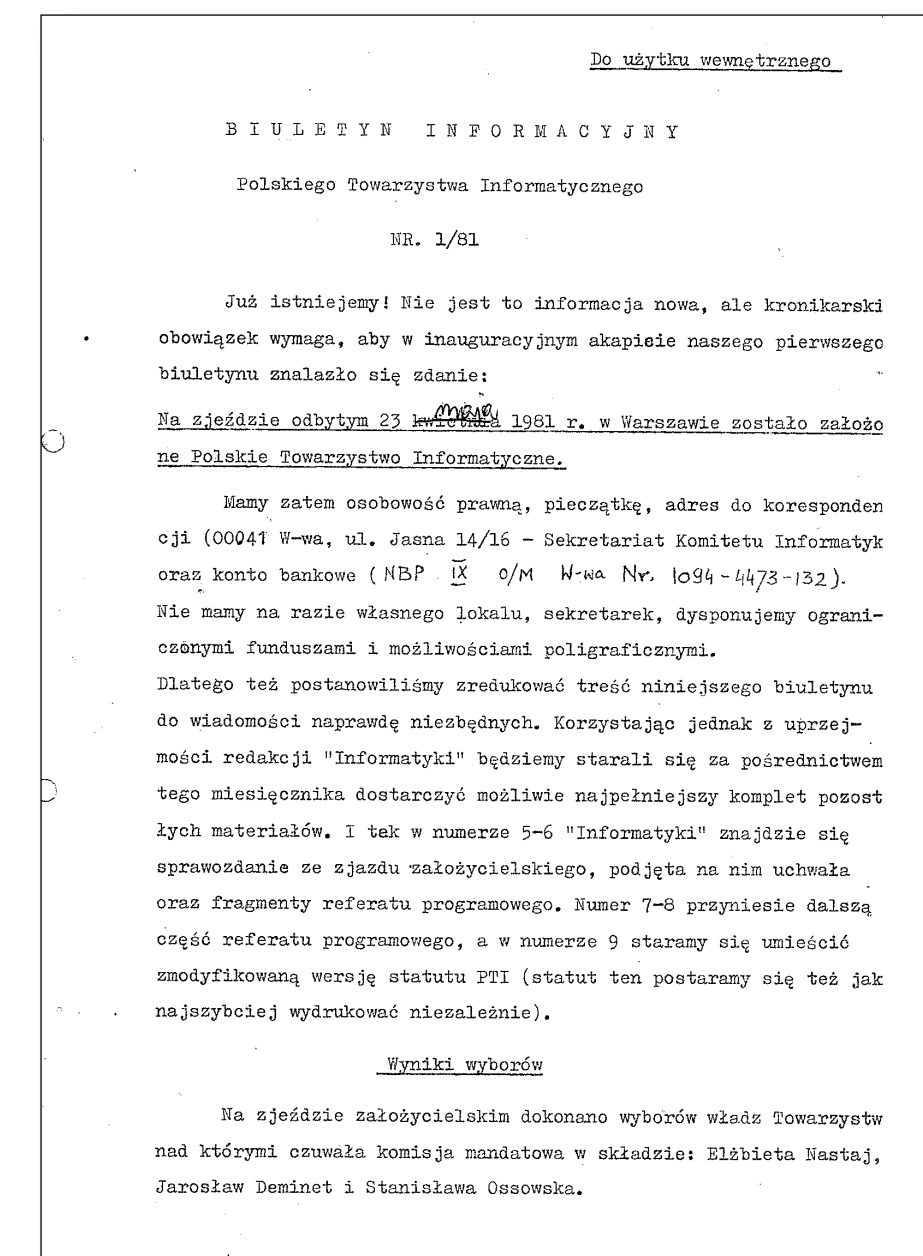 Do użytku wewnętrznego
BIULETYN INFORMACYJNY
Polskiego Towarzystwa Informatycznego
NR. 1/81
Już istniejemy! Nie jest to informacja nowa, ale kronikarski
obowiązek wymaga, aby w inauguracyjnym akapicie naszego pierwszego
biuletynu znalazło się zdanie:
Na zjeździe odbytym 23 kwietnia maja 1981 r. w Warszawie zostało założo
ne Polskie Towarzystwo Informatyczne.
Mamy zatem osobowość prawną, pieczątkę, adres do koresponden
cji (00041 W-wa, ul. Jasna 14/16 - Sekretariat Komitetu Informatyk
oraz konto bankowe (NBP IX O/M W-wa Nr. 1094-4473-132).
Nie mamy na razie własnego lokalu, sekretarek, dysponujemy ograni-
czonymi funduszami i możliwościami poligraficznymi.
Dlatego też postanowiliśmy zredukować treść niniejszego biuletynu
do wiadomości naprawdę niezbędnych. Korzystając jednak z uprzej-
mości redakcji "Informatyki" będziemy starali się za pośrednictwem
tego miesięcznika dostarczyć możliwie najpełniejszy komplet pozost
łych materiałów. I tek w numerze 5-6 "Informatyki" znajdzie się
sprawozdanie ze zjazdu założycielskiego, podjęta na nim uchwała
oraz fragmenty referatu programowego. Numer 7-8 przyniesie dalszą
część referatu programowego, a w numerze 9 staramy się umieścić
zmodyfikowaną wersję statutu PTI (statut ten postaramy się też jak
najszybciej wydrukować niezależnie).
Wyniki wyborów
Na zjeździe założycielskim dokonano wyborów władz Towarzystw
nad którymi czuwała komisja mandatowa w składzie: Elżbieta Nastaj,
Jarosław Deminet i Stanisława Ossowska.